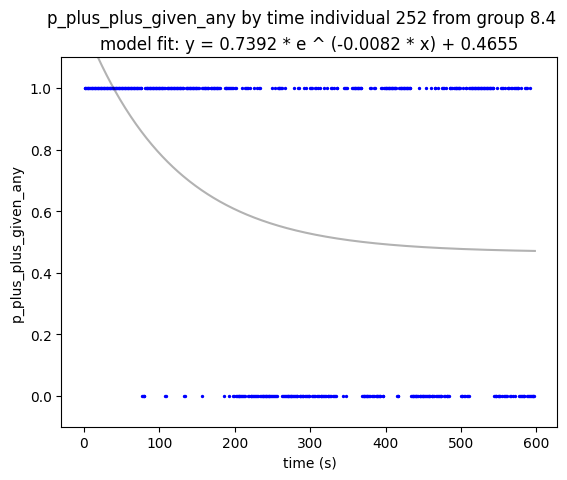 p_plus_plus_given_any by time individual 252 from group 8.4
model fit: y = 0.7392 * e ^ (-0.0082 * x) + 0.4655
1.0
0.8
0.6
0.4
0.2
0.0
p_plus_plus_given_any
0 100 200 300 400 500 600
time (s)